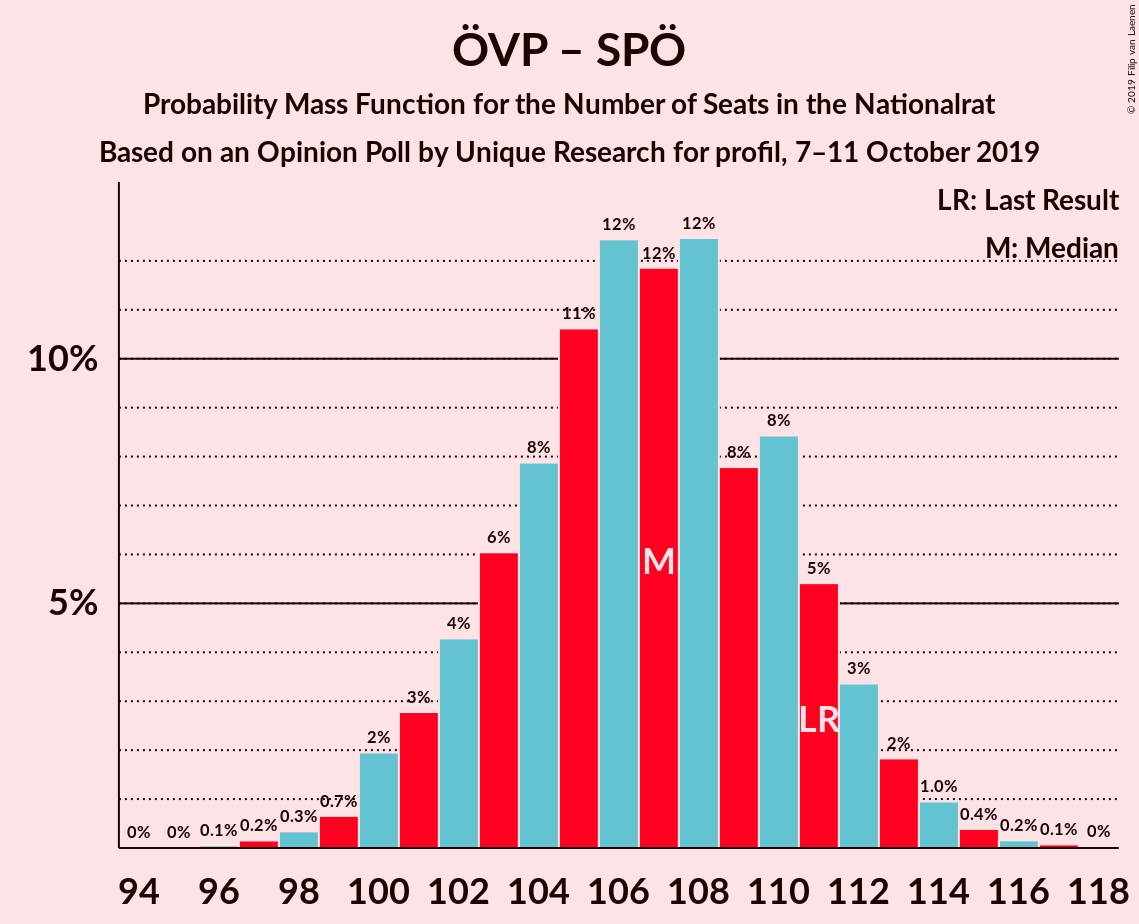 ÖVP – SPÖ
Probability Mass Function for the Number of Seats in the Nationalrat
Based on an Opinion Poll by Unique Research for profil, 7–11 October 2019
© 2019 Filip van Laenen
LR: Last Result
M: Median
10%
5%
0% 0% 0.1% 0.2% 0.3% 0.7% 2% 3% 4% 6% 8% 11% 12% 12% 12% 8% 8% 5% 3% 2% 1.0% 0.4% 0.2% 0.1% 0%
M
LR
94 96 98 100 102 104 106 108 110 112 114 116 118